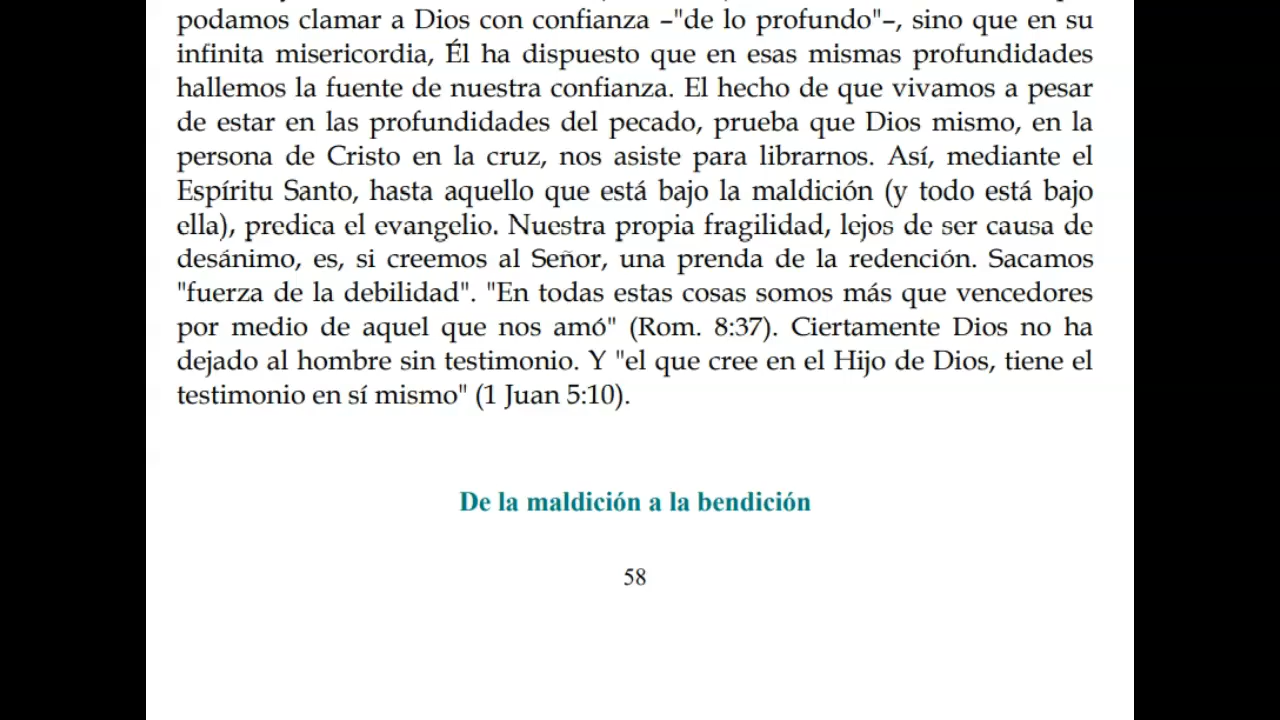 podamos clamar a Dios con confianza –"de lo profundo"–, sino que en su
infinita misericordia, Él ha dispuesto que en esas mismas profundidades
hallemos la fuente de nuestra confianza. El hecho de que vivamos a pesar
de estar en las profundidades del pecado, prueba que Dios mismo, en la
persona de Cristo en la cruz, nos asiste para librarnos. Así, mediante el
Espíritu Santo, hasta aquello que está bajo la maldición (y todo está bajo
ella), predica el evangelio. Nuestra propia fragilidad, lejos de ser causa de
desánimo, es, si creemos al Señor, una prenda de la redención. Sacamos
"fuerza de la debilidad". "En todas estas cosas somos más que vencedores
por medio de aquel que nos amó" (Rom. 8:37). Ciertamente Dios no ha
dejado al hombre sin testimonio. Y "el que cree en el Hijo de Dios, tiene el
testimonio en sí mismo" (1 Juan 5:10).
De la maldición a la bendición
58